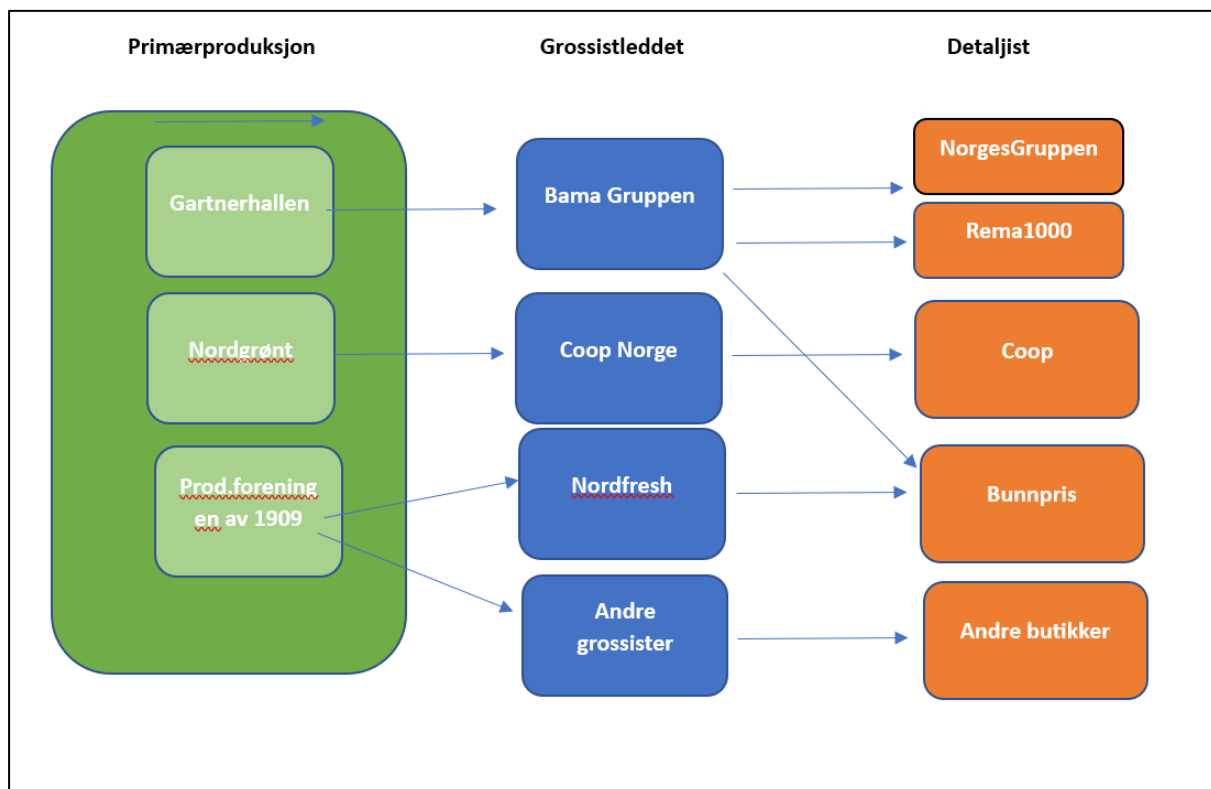 Primærproduksjon
Grossistleddet
Detaljist
Gartnerhallen
Bama Gruppen
NorgesGruppen
Rema1000
Nordgrønt
Coop Norge
Coop
Prod.forening
en av 1909
Nordfresh
Bunnpris
Andre
grossister
Andre butikker